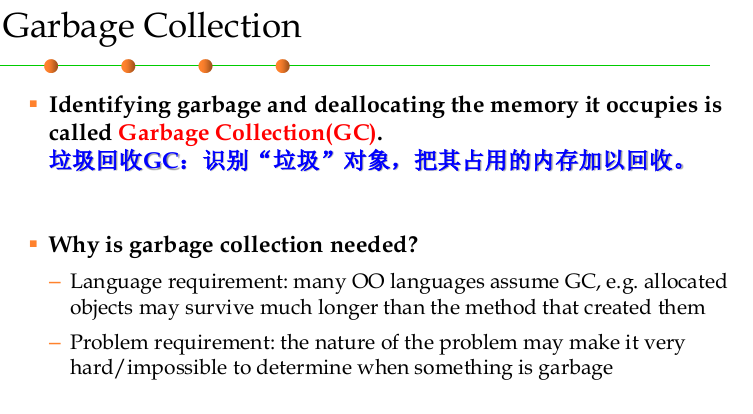 Garbage Collection
Identifying garbage and deallocating the memory it occupies is
called Garbage Collection(GC).
垃圾回收GC：识别“垃圾”对象，把其占用的内存加以回收。
Why is garbage collection needed?
– Language requirement: many OO languages assume GC, e.g. allocated
objects may survive much longer than the method that created them
– Problem requirement: the nature of the problem may make it very
hard/impossible to determine when something is garbage